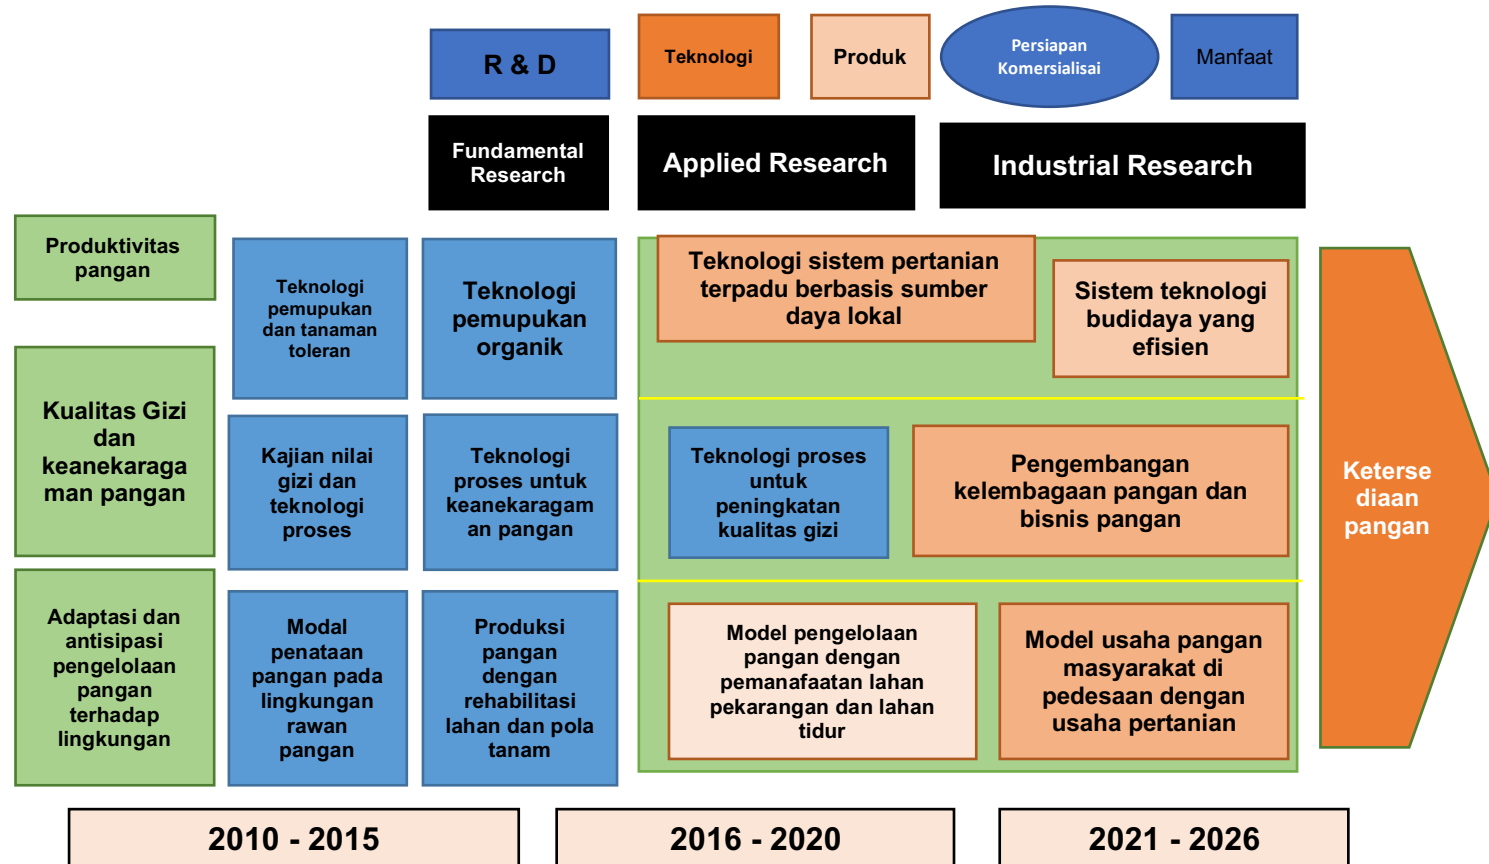 R & D
Teknologi
Produk
Persiapan
Komersialisai
Manfaat
Fundamental
Research
Applied Research
Industrial Research
Produktivitas
pangan
Teknologi
pemupukan
dan tanaman
toleran
Teknologi
pemupukan
organik
Teknologi sistem pertanian
terpadu berbasis sumber
daya lokal
Sistem teknologi
budidaya yang
efisien
Kualitas Gizi
dan
keanekaraga
man pangan
Kajian nilai
gizi dan
teknologi
proses
Teknologi
proses untuk
keanekaragam
an pangan
Teknologi proses
untuk
peningkatan
kualitas gizi
Pengembangan
kelembagaan pangan dan
bisnis pangan
Keterse
diaan
pangan
Adaptasi dan
antisipasi
pengelolaan
pangan
terhadap
lingkungan
Modal
penataan
pangan pada
lingkungan
rawan
pangan
Produksi
pangan
dengan
rehabilitasi
lahan dan pola
tanam
Model pengelolaan
pangan dengan
pemanafaatan lahan
pekarangan dan lahan
tidur
Model usaha pangan
masyarakat di
pedesaan dengan
usaha pertanian
2010 - 2015
2016 - 2020
2021 - 2026